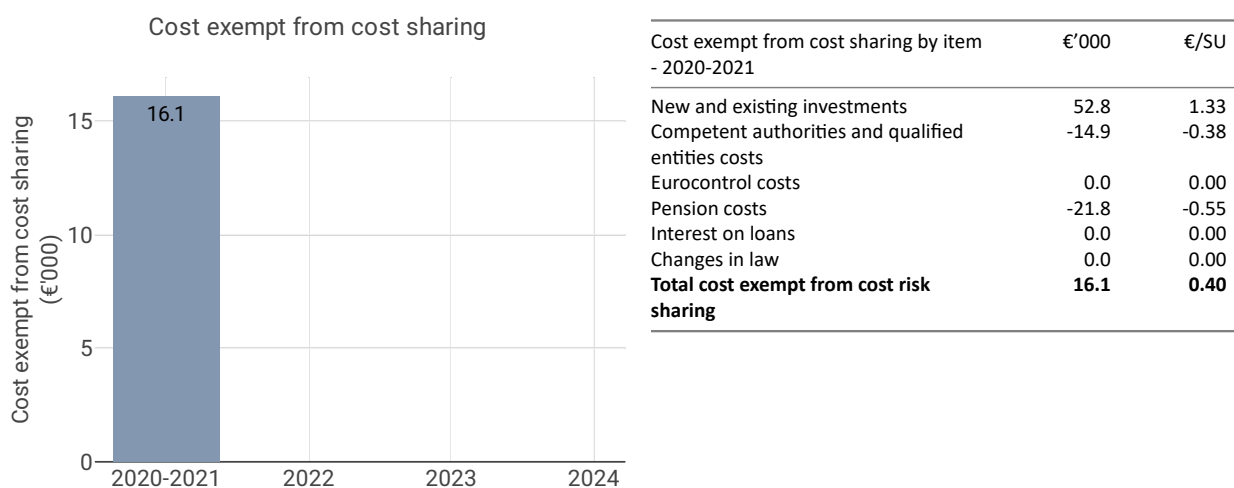 Cost exempt from cost sharing
Cost exempt from cost sharing
(€'000)
15
10
5
0
16.1
2020-2021
2022
2023
2024
Cost exempt from cost sharing by item €’000 €/SU
- 2020-2021
New and existing investments 52.8 1.33
Competent authorities and qualified -14.9 -0.38
entities costs
Eurocontrol costs 0.0 0.00
Pension costs -21.8 -0.55
Interest on loans 0.0 0.00
Changes in law 0.0 0.00
Total cost exempt from cost risk 16.1 0.40
sharing